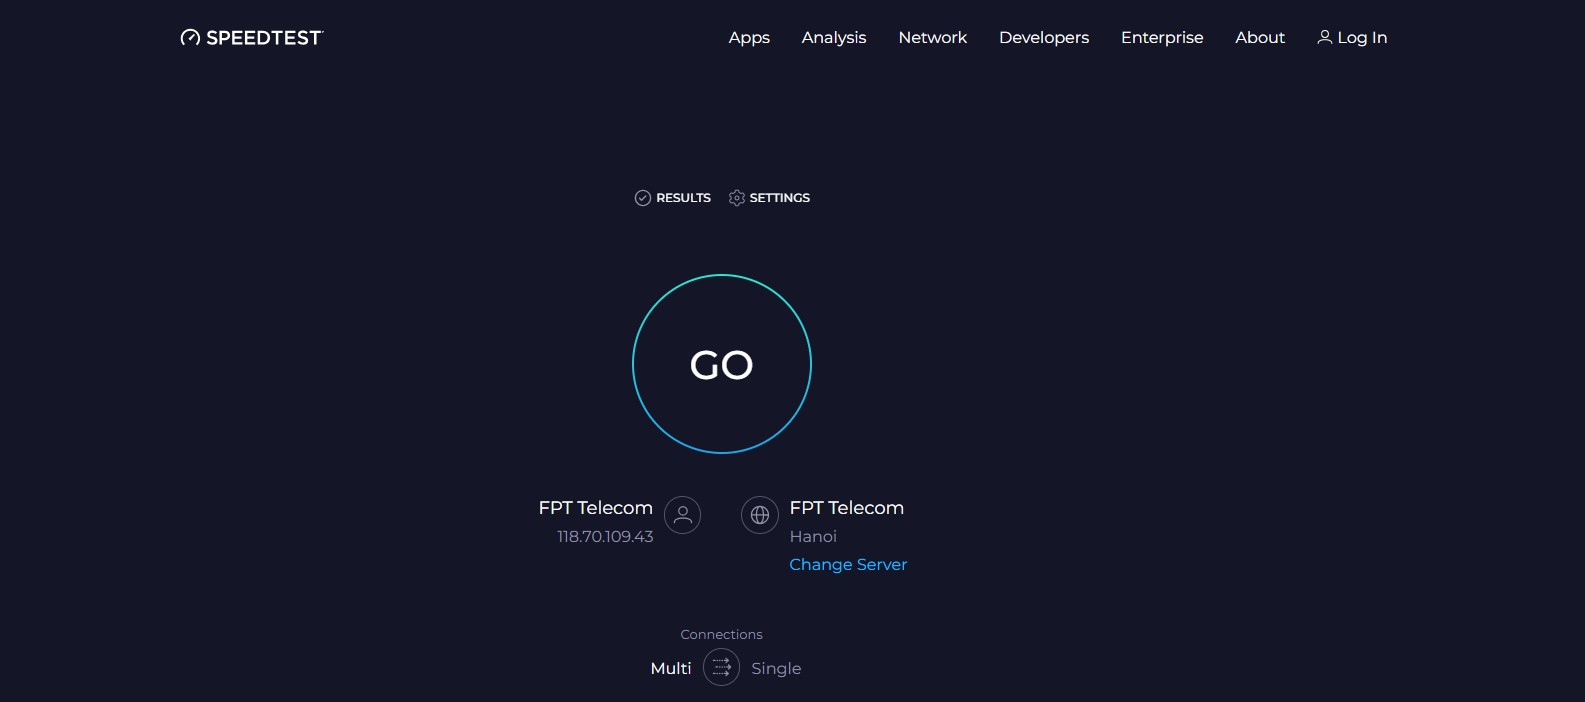 SPEEDTEST
Apps Analysis Network Developers Enterprise About Log In
RESULTS SETTINGS
GO
FPT Telecom
118.70.109.43
FPT Telecom
Hanoi
Change Server
Connections
Multi Single